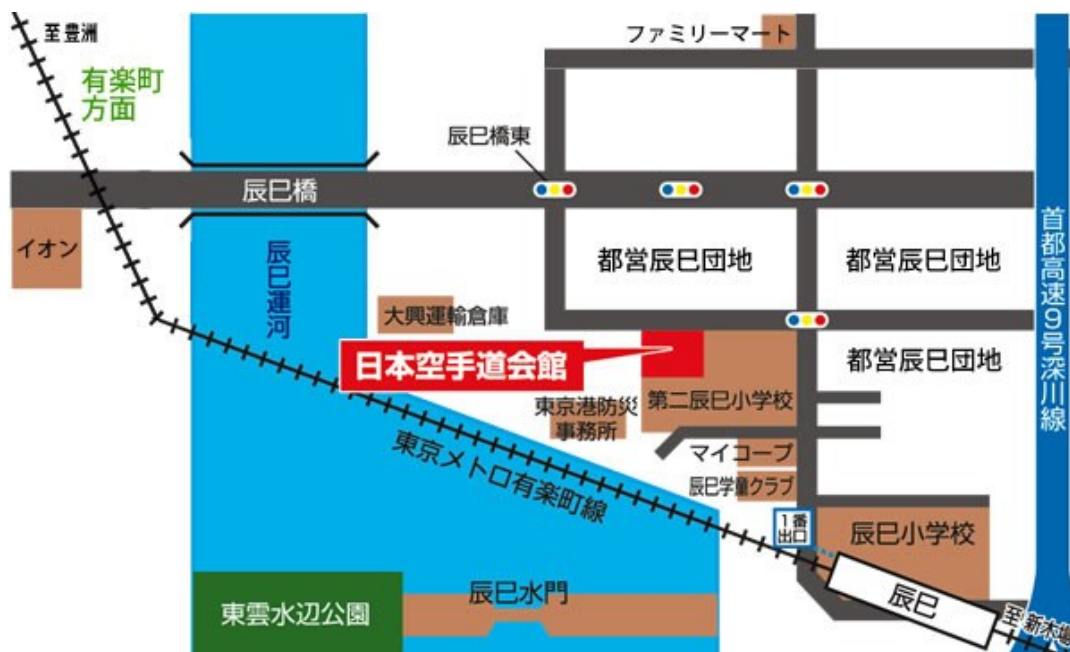 至豊洲
有楽町
方面
ファミリーマート
辰巳橋東
辰巳橋
イオン
辰巳運河
都営辰巳団地
都営辰巳団地
首都高速9号深川線
大興運輸倉庫
日本空手道会館
都営辰巳団地
東京港防災
事務所
第二辰巳小学校
東京メトロ有楽町線
マイコープ
辰巳学童クラブ
1番
出口
辰巳小学校
東雲水辺公園
辰巳水門
辰巳
至新木場